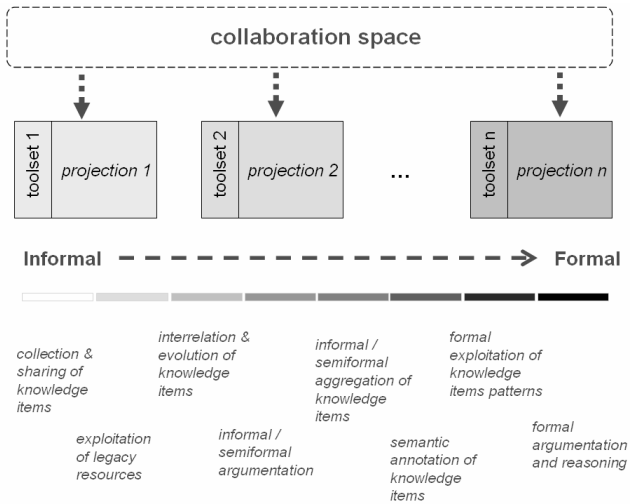 collaboration space
toolset 1
projection 1
toolset 2
projection 2
...
toolset n
projection n
Informal
Formal
collection &
sharing of
knowledge
items
exploitation
of legacy
resources
interrelation &
evolution of
knowledge
items
informal /
semiformal
argumentation
informal /
semiformal
aggregation of
knowledge
items
semantic
annotation of
knowledge
items
formal
exploitation of
knowledge
items patterns
formal
argumentation
and reasoning